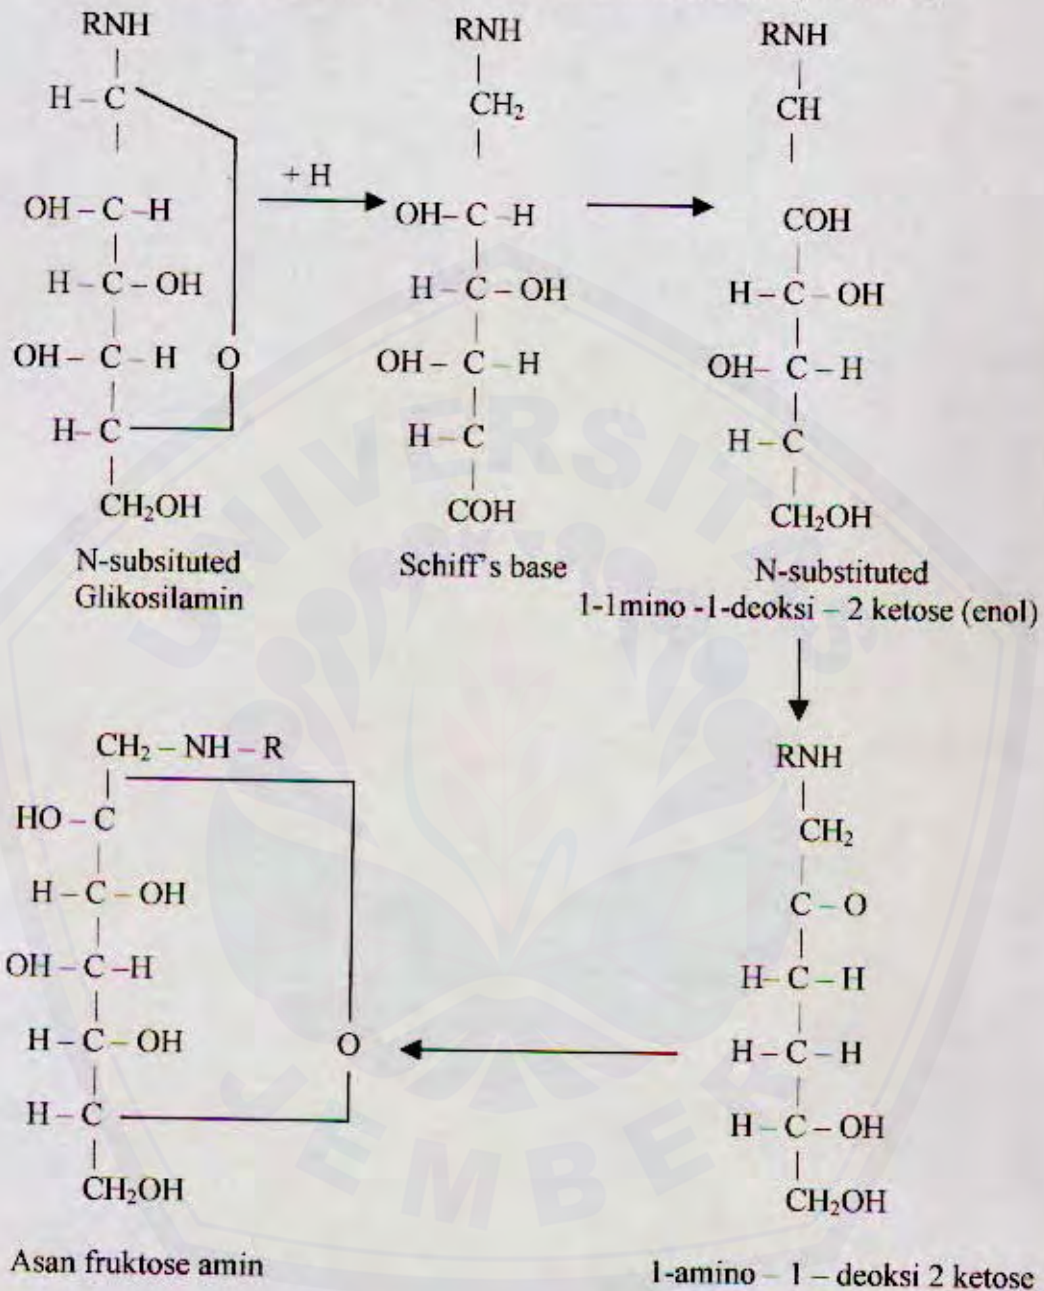 RNH
H – C
OH – C – H
H – C – OH
OH – C – H O
H – C
CH₂OH
N-subsituted
Glikosilamin
+ H
RNH
CH₂
OH – C – H
H – C – OH
OH – C – H
H – C
COH
Schiff's base
RNH
CH
COH
H – C – OH
OH – C – H
H – C
CH₂OH
N-substituted
1-1mino -1-deoksi – 2 ketose (enol)
RNH
CH₂
C – O
H – C – H
H – C – H
H – C – OH
CH₂OH
1-amino – 1 – deoksi 2 ketose
CH₂ – NH – R
HO – C
H – C – OH
OH – C – H
H – C – OH O
H – C
CH₂OH
Asan fruktose amin
UNIVERSITAS
JEMBER